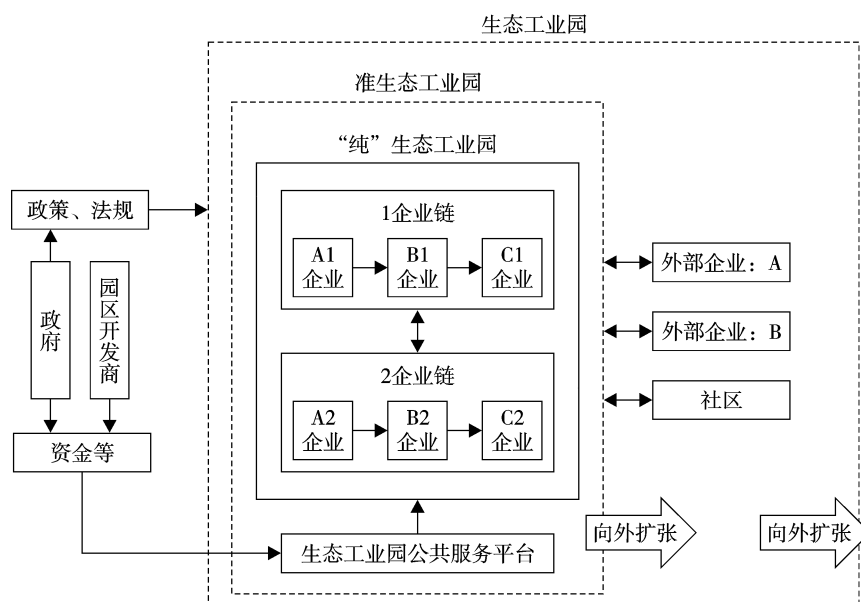 生态工业园
准生态工业园
“纯”生态工业园
政策、法规
1企业链
A1
企业
B1
企业
C1
企业
外部企业：A
政府
园区开发商
外部企业：B
2企业链
A2
企业
B2
企业
C2
企业
社区
资金等
生态工业园公共服务平台
向外扩张
向外扩张